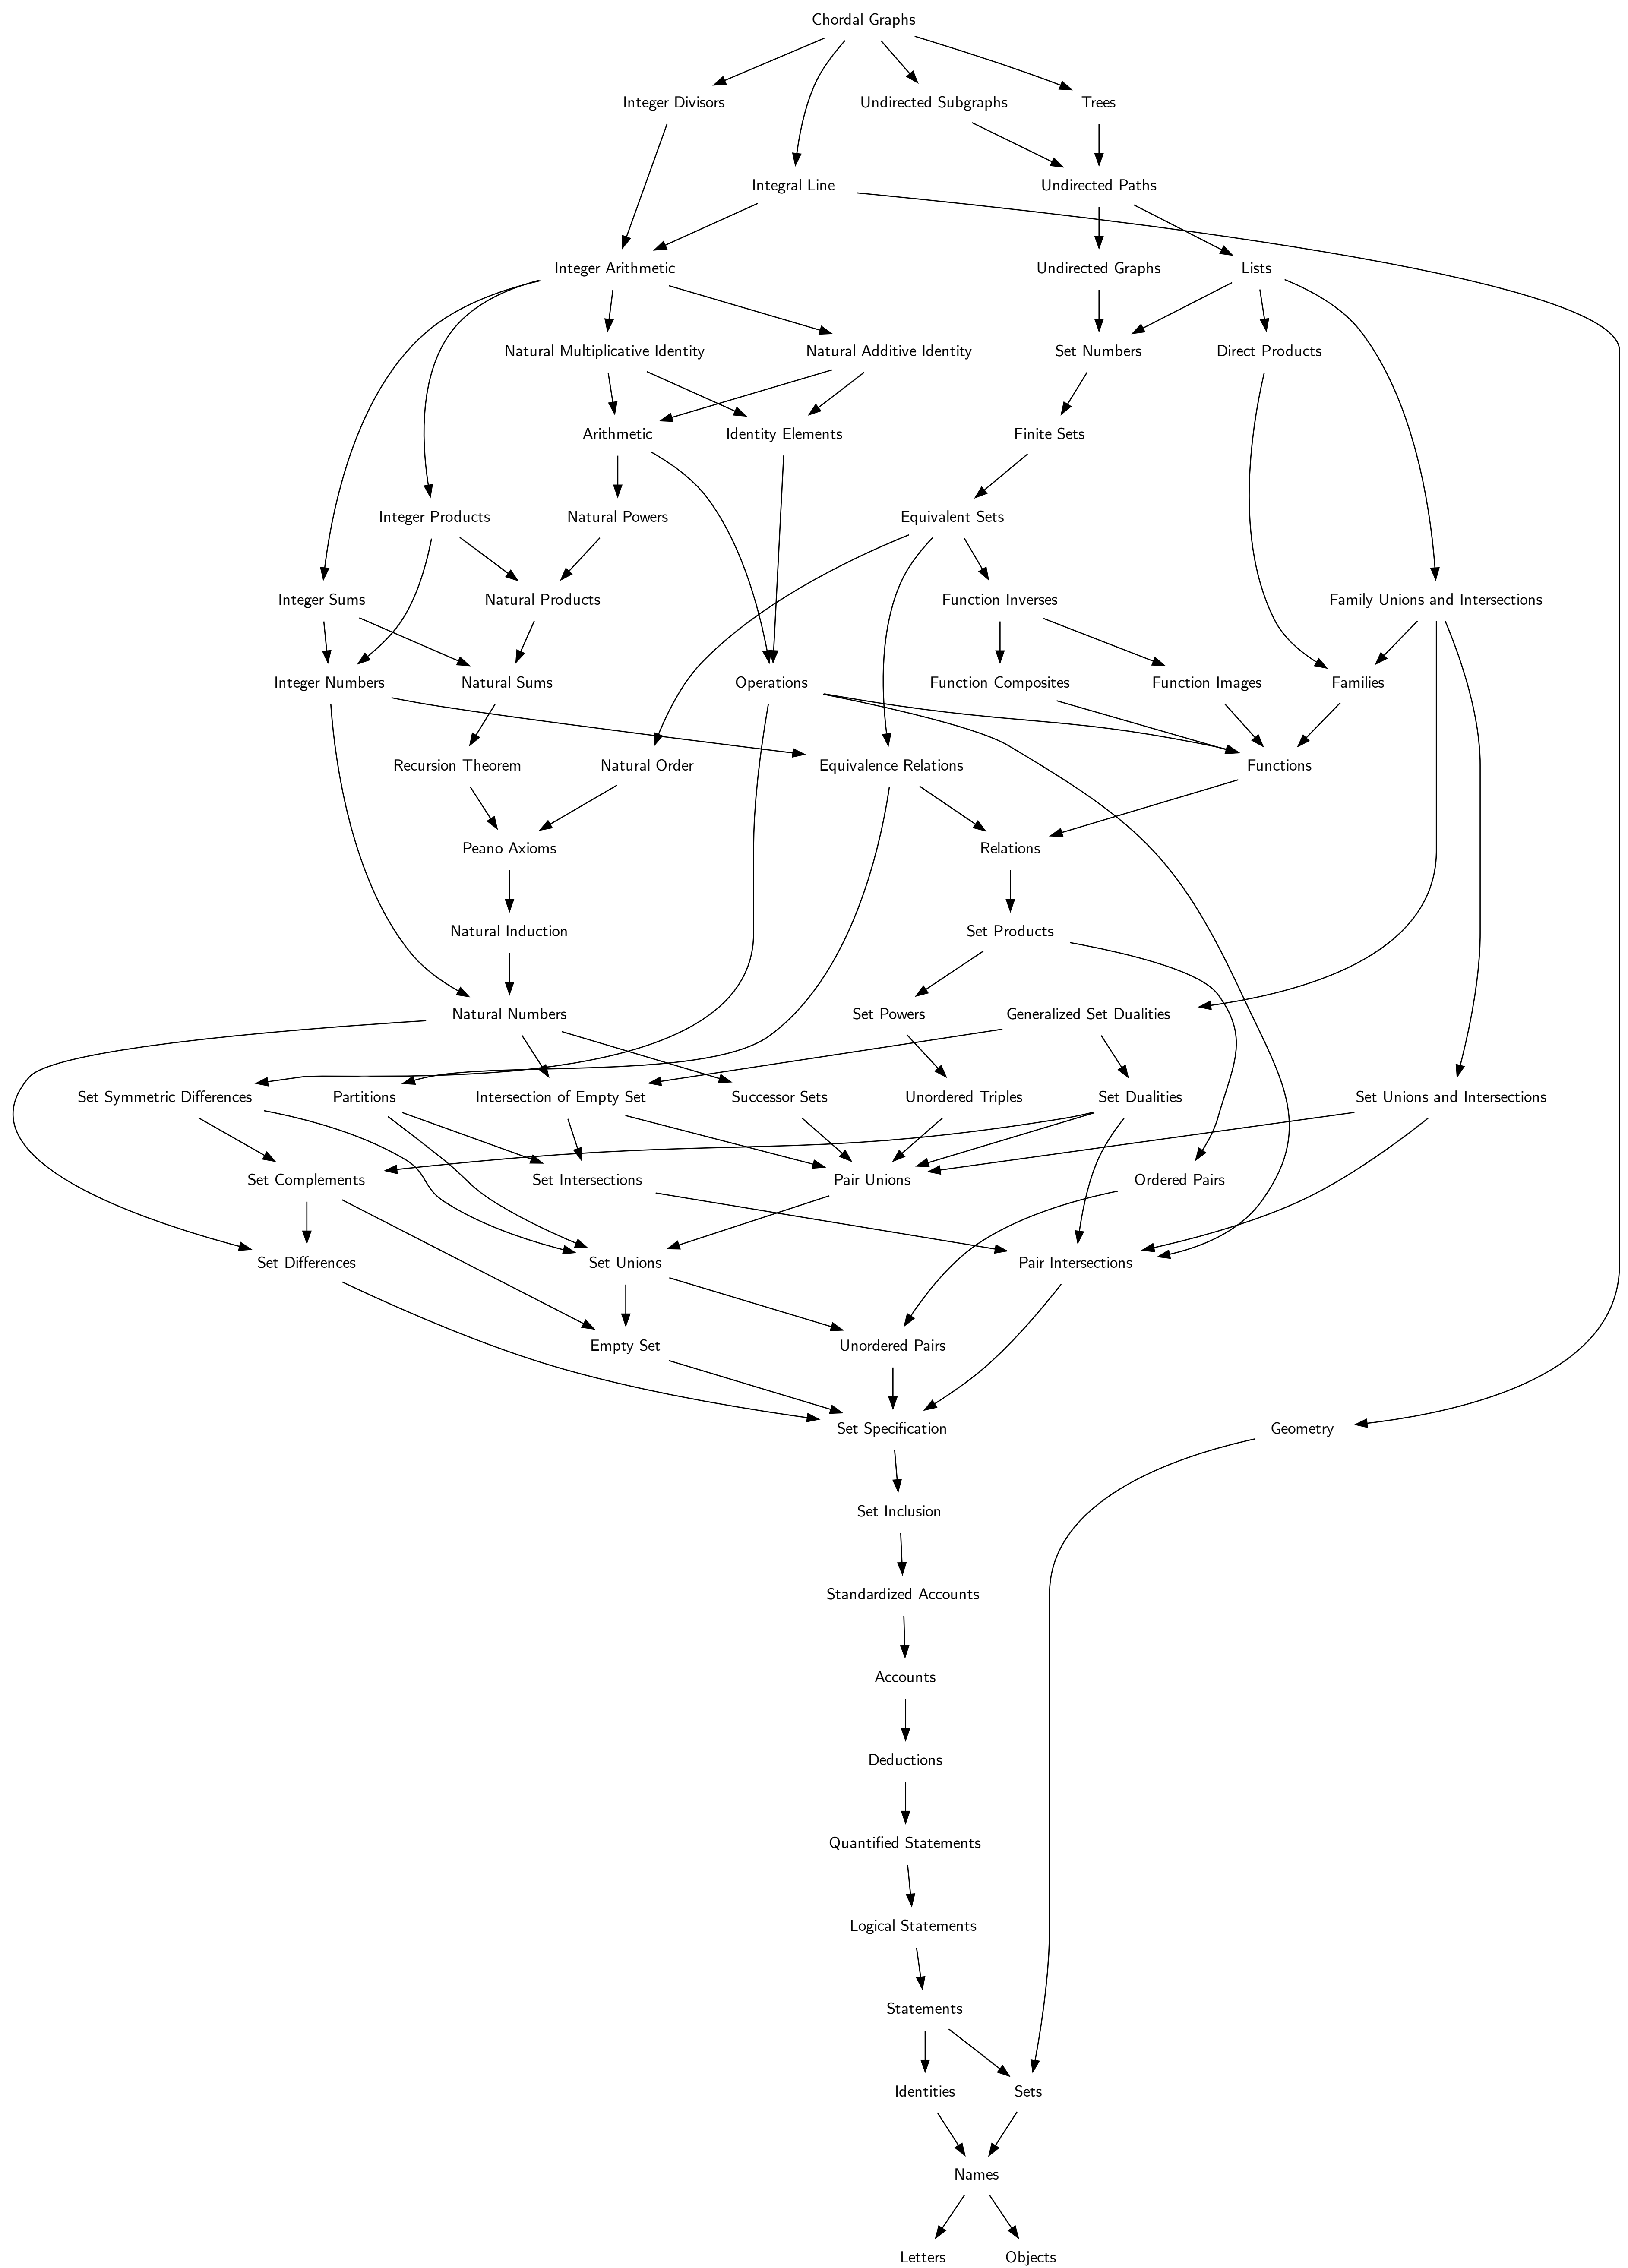 Chordal Graphs
Integer Divisors
Undirected Subgraphs
Trees
Integral Line
Undirected Paths
Integer Arithmetic
Undirected Graphs
Lists
Natural Multiplicative Identity
Natural Additive Identity
Set Numbers
Direct Products
Arithmetic
Identity Elements
Finite Sets
Integer Products
Natural Powers
Equivalent Sets
Integer Sums
Natural Products
Function Inverses
Family Unions and Intersections
Integer Numbers
Natural Sums
Operations
Function Composites
Function Images
Families
Recursion Theorem
Natural Order
Equivalence Relations
Functions
Peano Axioms
Relations
Natural Induction
Set Products
Natural Numbers
Set Powers
Generalized Set Dualities
Set Symmetric Differences
Partitions
Intersection of Empty Set
Successor Sets
Unordered Triples
Set Dualities
Set Unions and Intersections
Set Complements
Set Intersections
Pair Unions
Ordered Pairs
Set Differences
Set Unions
Pair Intersections
Empty Set
Unordered Pairs
Set Specification
Geometry
Set Inclusion
Standardized Accounts
Accounts
Deductions
Quantified Statements
Logical Statements
Statements
Identities
Sets
Names
Letters
Objects